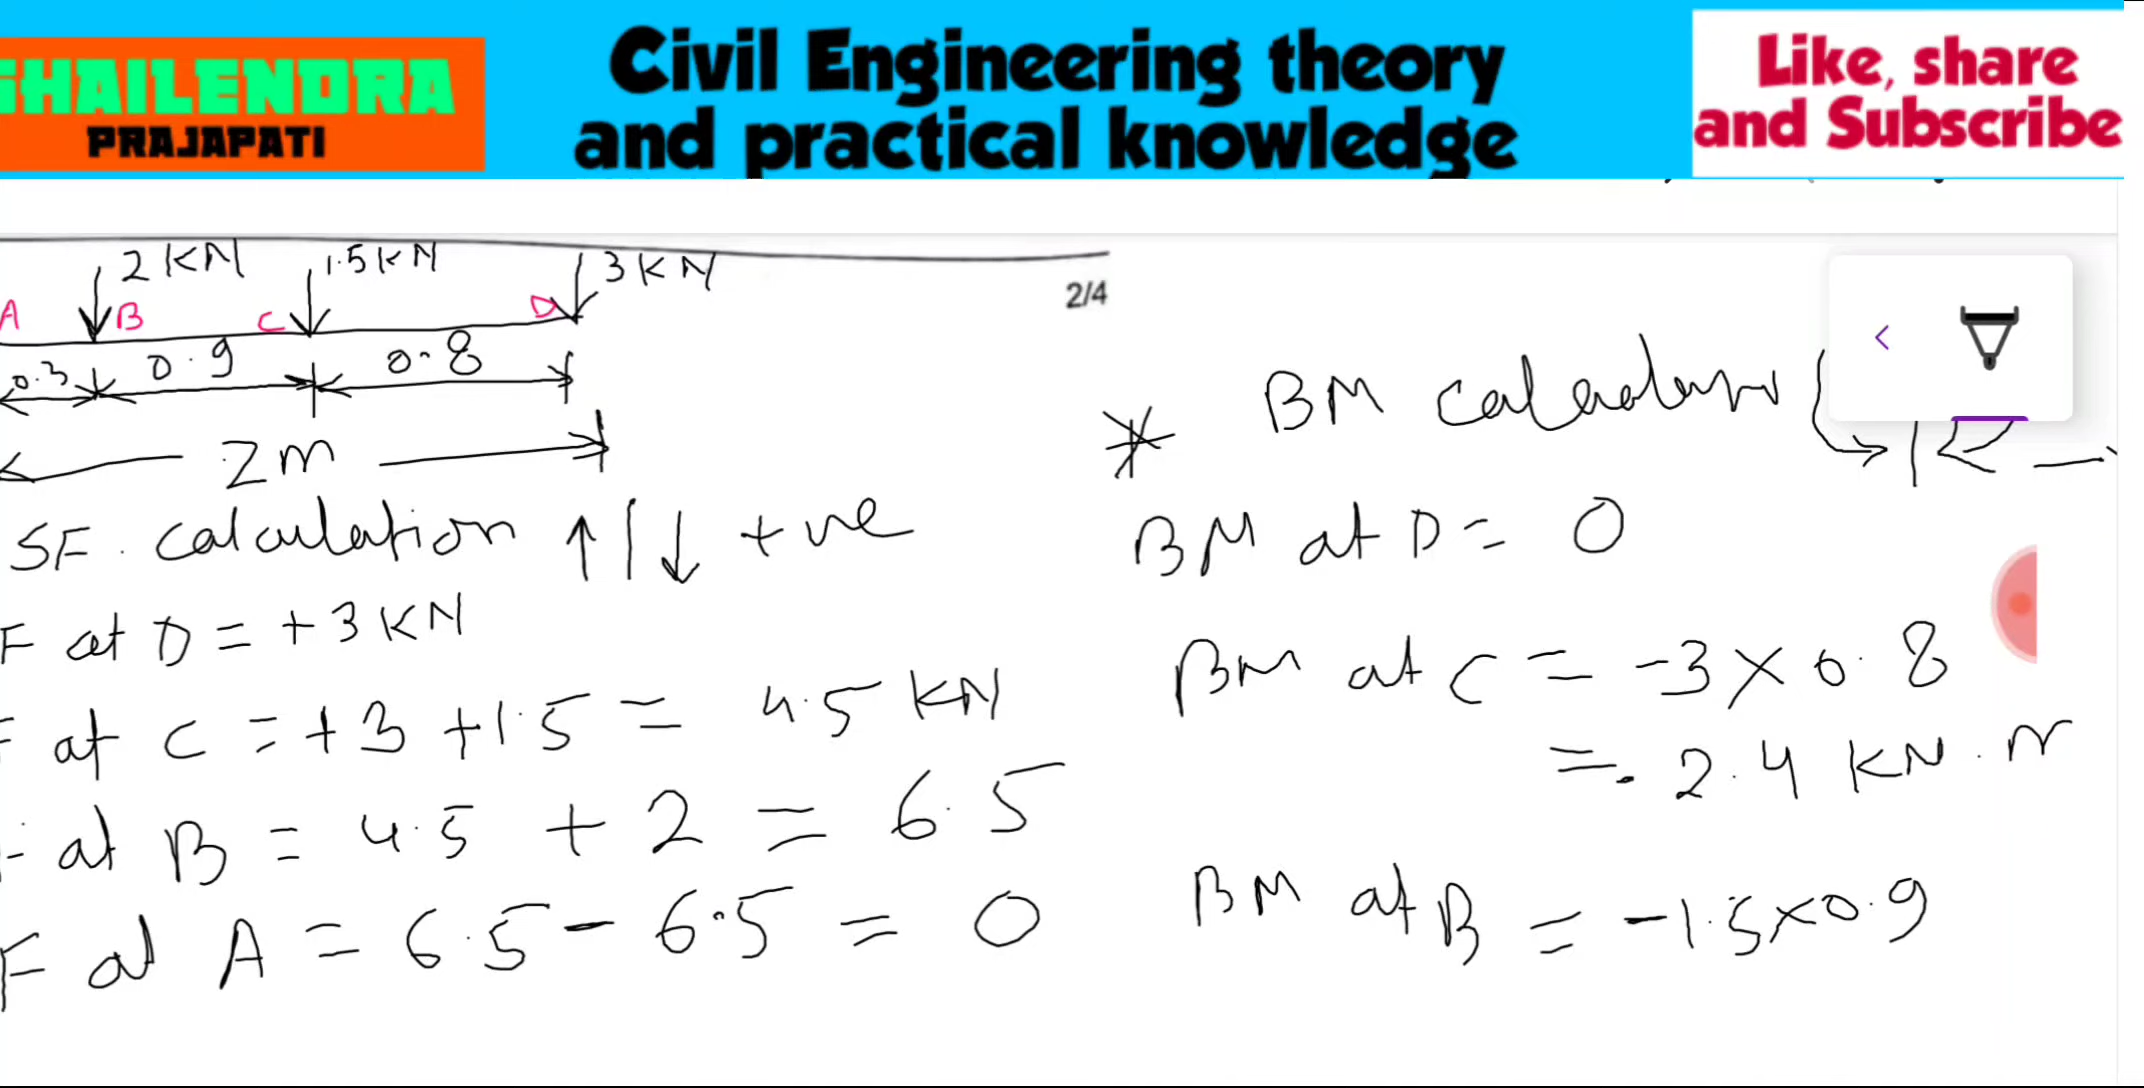 SHAILENDRA
PRAJAPATI
Civil Engineering theory
and practical knowledge
Like, share
and Subscribe
2 KN
1.5 KN
3 KN
A
B
C
D
0.3
0.9
0.8
2m
2/4
SF. calculation ↑|↓ +ve
F at D = +3 KN
F at C = +3 +1.5 = 4.5 KN
F at B = 4.5 + 2 = 6.5
F at A = 6.5 - 6.5 = 0
* BM
BM at D = 0
BM at C = -3 × 0.8
= - 2.4 KN.m
BM at B = -1.5×0.9